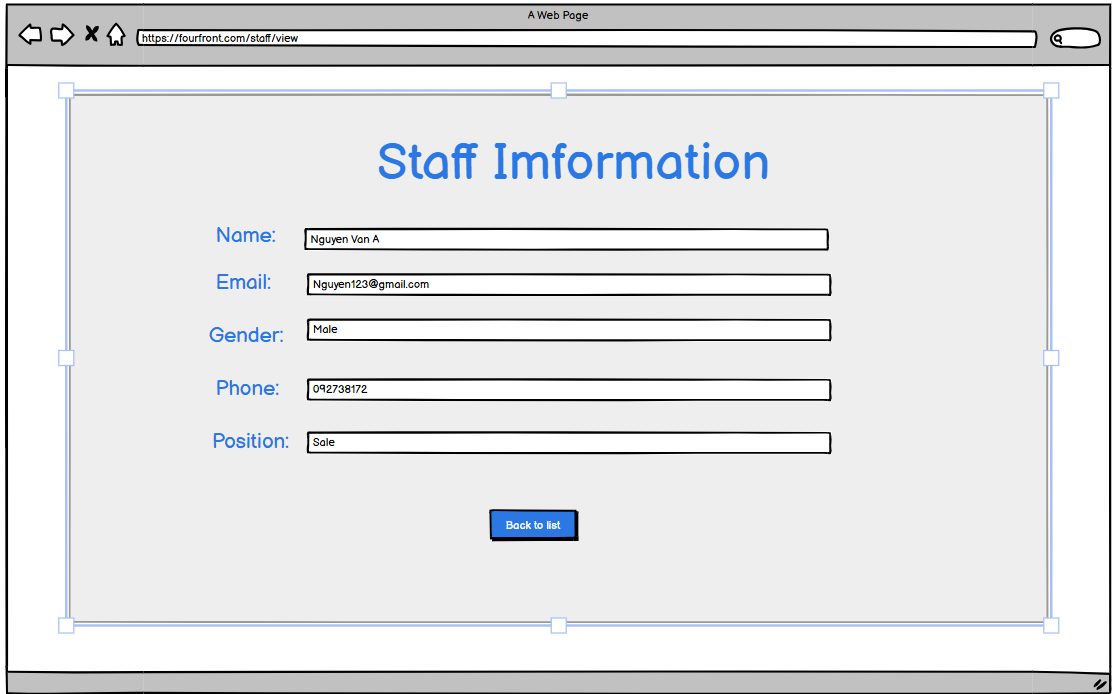 A Web Page
https://fourfront.com/staff/view
Staff Imformation
Name: Nguyen Van A
Email: Nguyen123@gmail.com
Gender: Male
Phone: 092738172
Position: Sale
Back to list